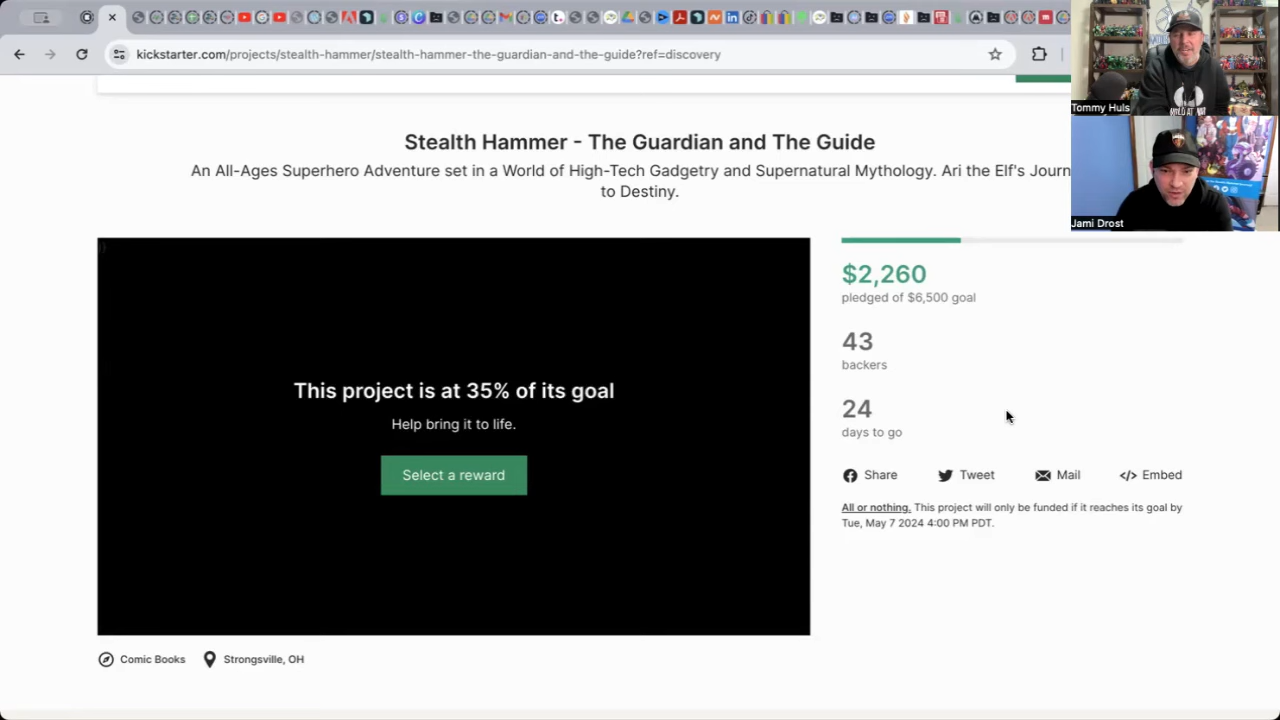 kickstarter.com/projects/stealth-hammer/stealth-hammer-the-guardian-and-the-guide?ref=discovery
Tommy Huls
Jami Drost
Stealth Hammer - The Guardian and The Guide
An All-Ages Superhero Adventure set in a World of High-Tech Gadgetry and Supernatural Mythology. Ari the Elf's Journ
to Destiny.
$2,260
pledged of $6,500 goal
43
backers
24
days to go
This project is at 35% of its goal
Help bring it to life.
Select a reward
Share
Tweet
Mail
Embed
All or nothing. This project will only be funded if it reaches its goal by
Tue, May 7 2024 4:00 PM PDT.
Comic Books
Strongsville, OH